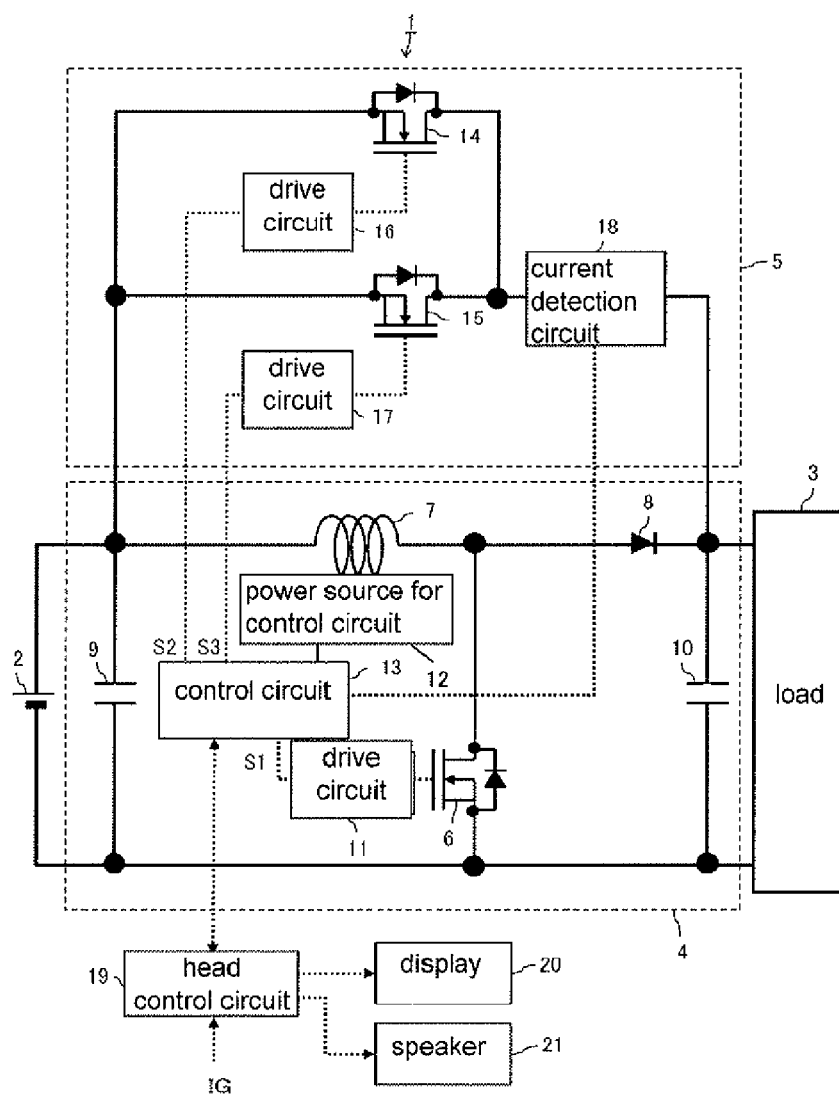 1
14
drive
circuit
16
18
current
detection
circuit
5
15
drive
circuit
17
3
7
8
power source for
control circuit
S2
S3
2
9
13
12
10
control circuit
load
S1
drive
circuit
11
6
4
19
head
control circuit
display
20
speaker
21
IG